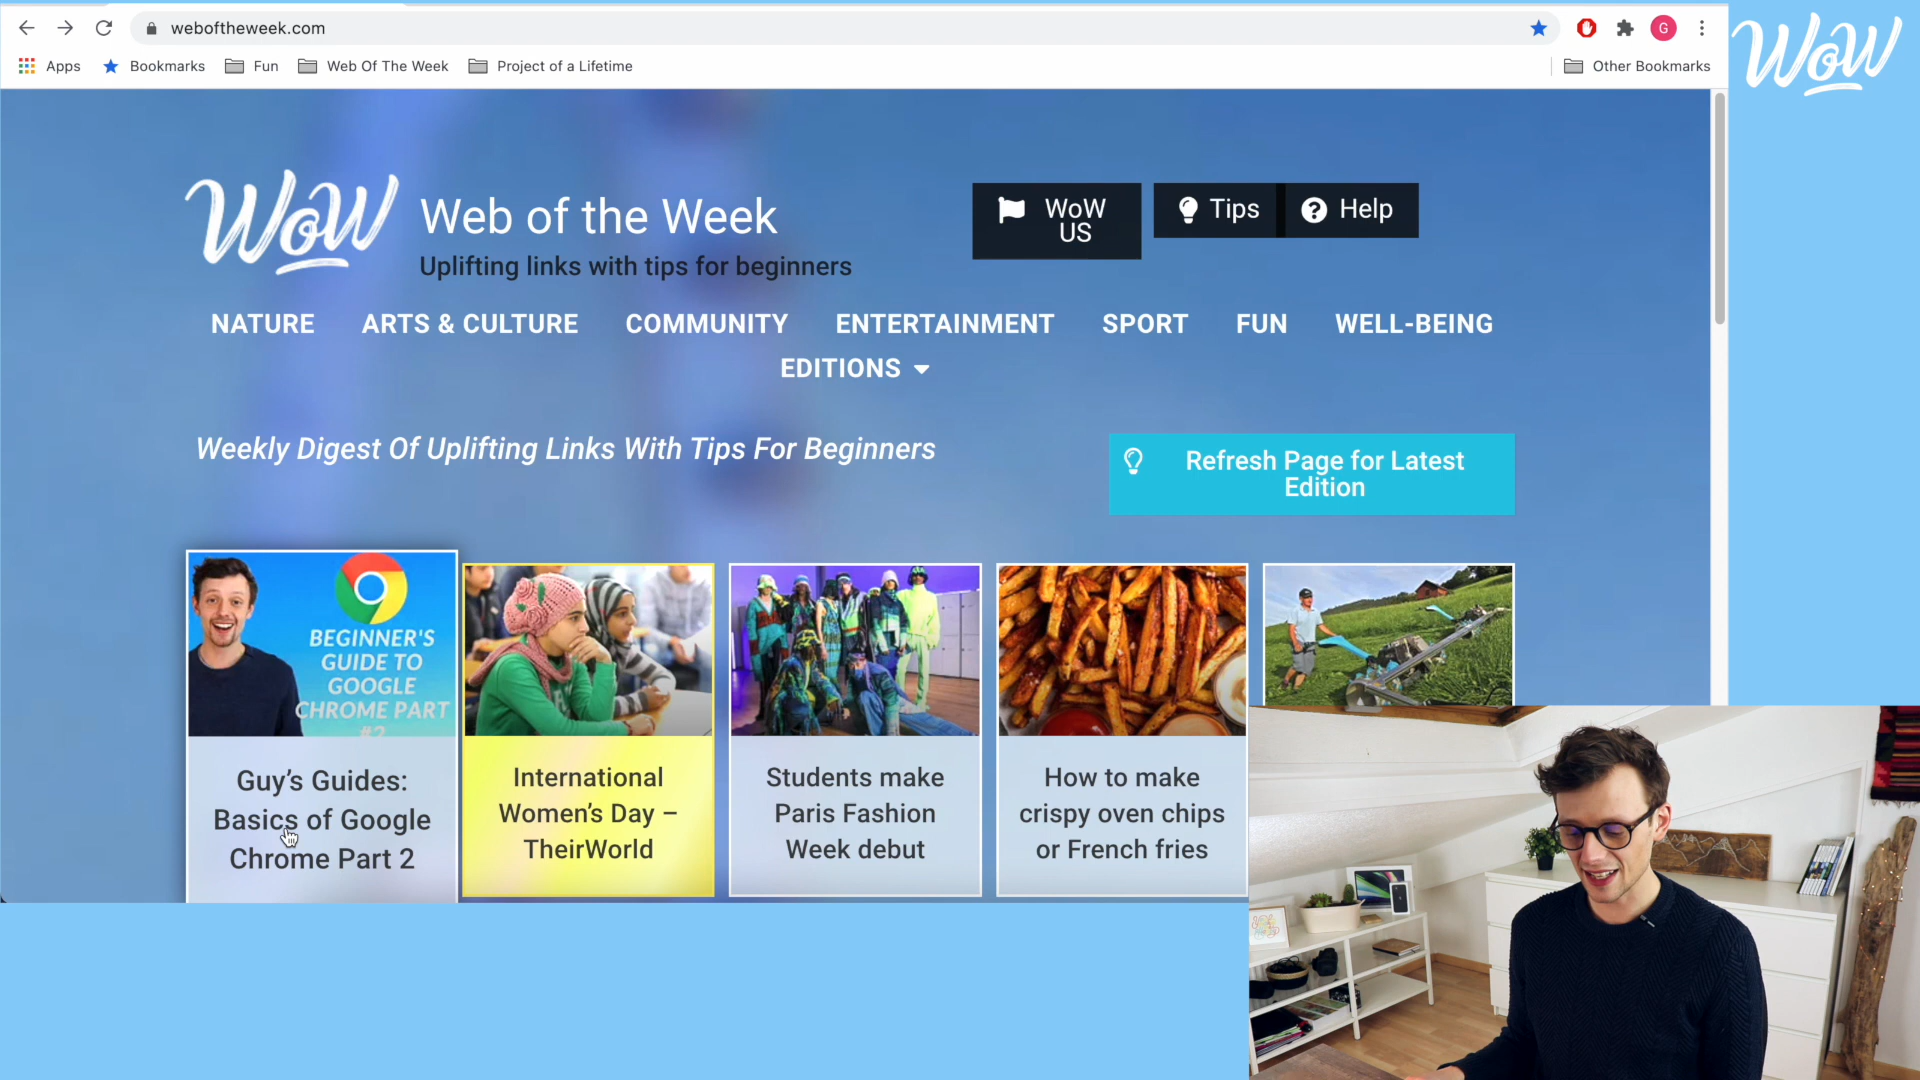 weboftheweek.com
G
WoW
Apps
Bookmarks
Fun
Web Of The Week
Project of a Lifetime
Other Bookmarks
WoW
Web of the Week
Uplifting links with tips for beginners
WoW
US
Tips
Help
NATURE
ARTS & CULTURE
COMMUNITY
ENTERTAINMENT
SPORT
FUN
WELL-BEING
EDITIONS
Weekly Digest Of Uplifting Links With Tips For Beginners
Refresh Page for Latest
Edition
BEGINNER'S
GUIDE TO
GOOGLE
CHROME PART
#2
Guy's Guides:
Basics of Google
Chrome Part 2
International
Women's Day –
TheirWorld
Students make
Paris Fashion
Week debut
How to make
crispy oven chips
or French fries